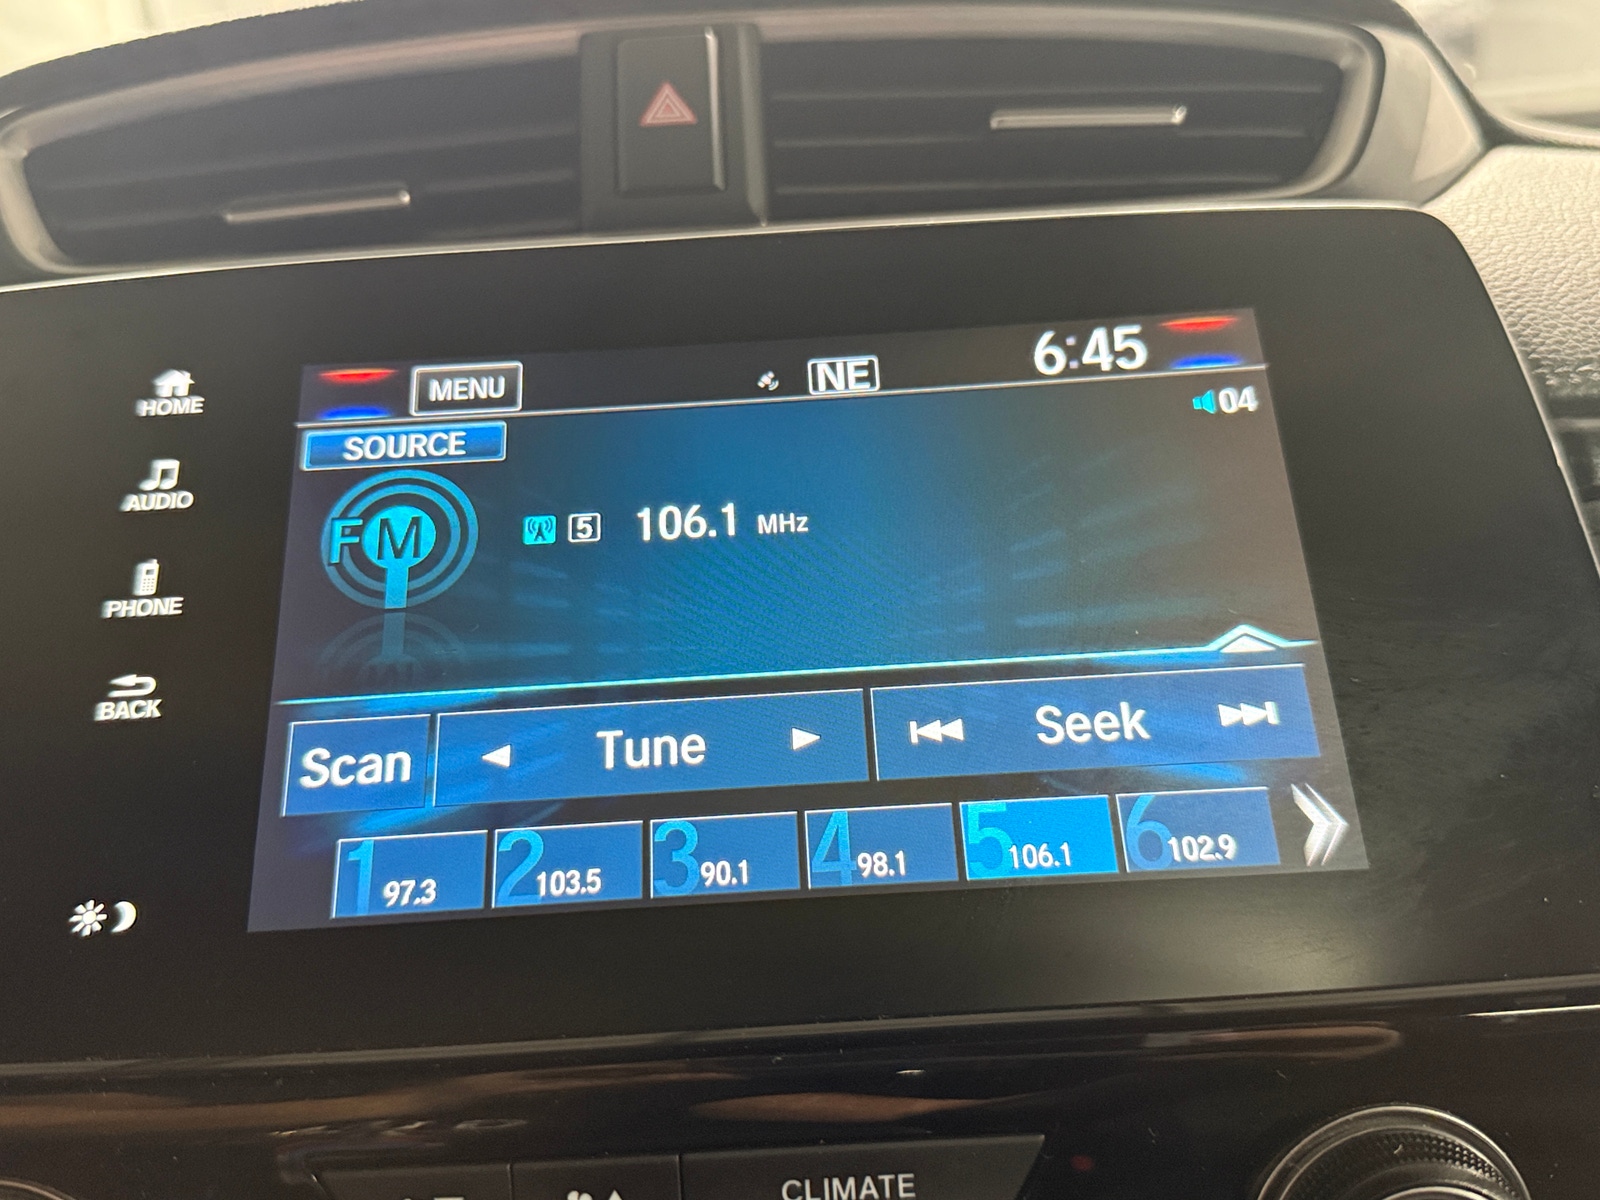 MENU NE 6:45
HOME
SOURCE 04
AUDIO
FM 5 106.1 MHz
PHONE
BACK
Scan Tune Seek
1 97.3 2 103.5 3 90.1 4 98.1 5 106.1 6 102.9
CLIMATE